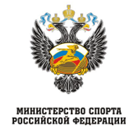 МИНИСТЕРСТВО СПОРТА
РОССИЙСКОЙ ФЕДЕРАЦИИ